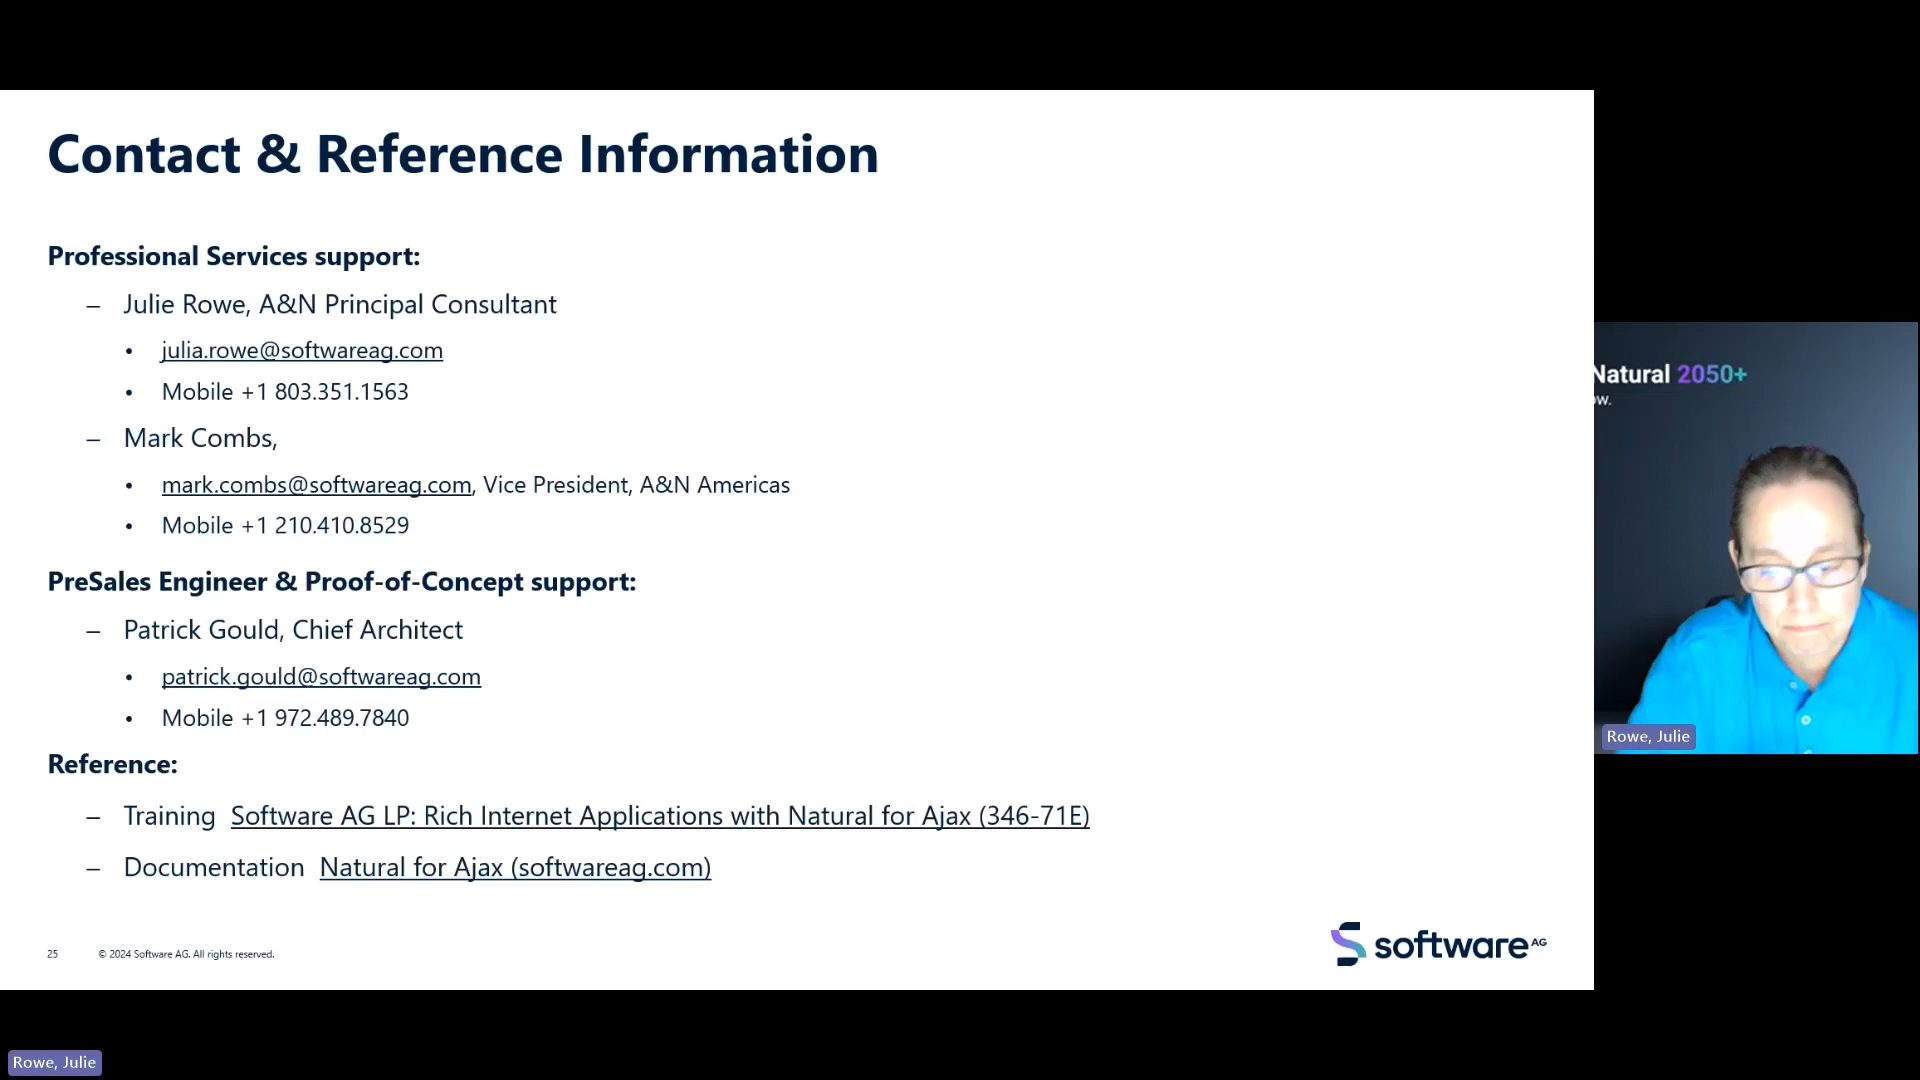 Contact & Reference Information
Professional Services support:
– Julie Rowe, A&N Principal Consultant
• julia.rowe@softwareag.com
• Mobile +1 803.351.1563
– Mark Combs,
• mark.combs@softwareag.com, Vice President, A&N Americas
• Mobile +1 210.410.8529
PreSales Engineer & Proof-of-Concept support:
– Patrick Gould, Chief Architect
• patrick.gould@softwareag.com
• Mobile +1 972.489.7840
Reference:
– Training Software AG LP: Rich Internet Applications with Natural for Ajax (346-71E)
– Documentation Natural for Ajax (softwareag.com)
25 © 2024 Software AG. All rights reserved.
software AG
Natural 2050+
ow.
Rowe, Julie
Rowe, Julie